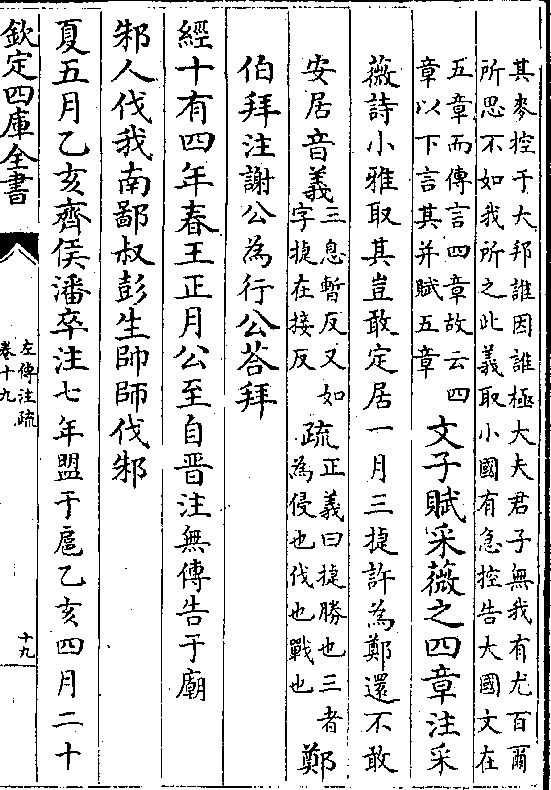 其麥控于大邦誰因誰極大夫君子無我有尤百爾
所思不如我所之此義取小國有急控告大國文在
五章而傳言四章故云四
章以下言其并賦五章
文子賦采薇之四章注采
薇詩小雅取其豈敢定居一月三捷許為鄭還不敢
安居音義
三息暫反又如
字捷在接反
疏
正義曰捷勝也三者
為侵也伐也戰也
鄭
伯拜注謝公為行公荅拜
經十有四年春王正月公至自晋注無傳告于廟
邾人伐我南鄙叔彭生帥師伐邾
夏五月乙亥齊侯潘卒注七年盟于扈乙亥四月二十
欽定四庫全書
左傳注疏
卷十九
十九